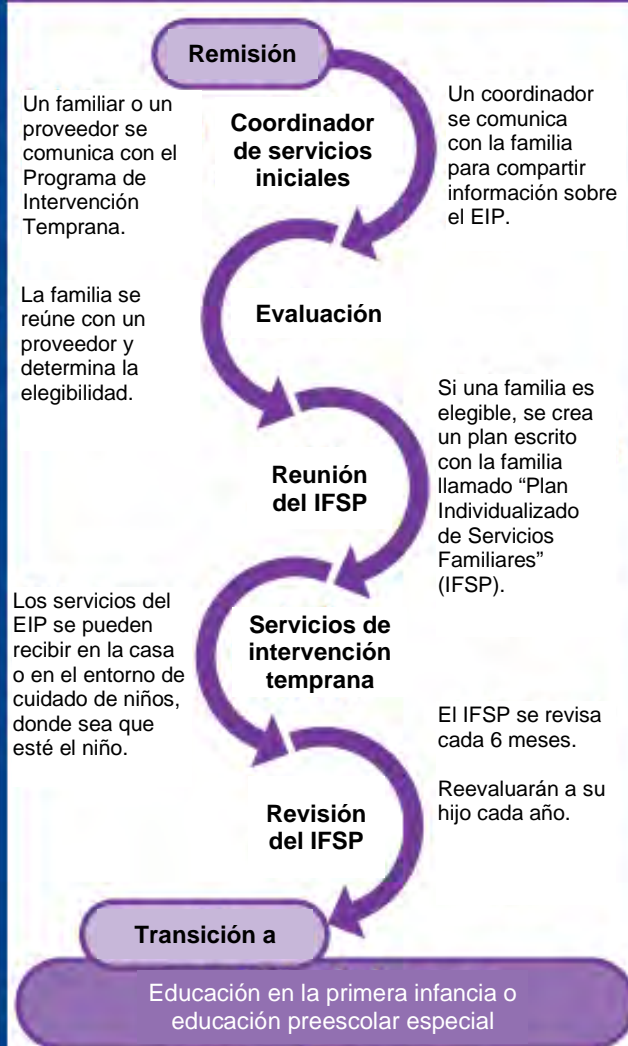 Remisión
Un familiar o un
proveedor se
comunica con el
Programa de
Intervención
Temprana.
Coordinador
de servicios
iniciales
Un coordinador
se comunica
con la familia
para compartir
información sobre
el EIP.
La familia se
reúne con un
proveedor y
determina la
elegibilidad.
Evaluación
Reunión
del IFSP
Si una familia es
elegible, se crea
un plan escrito
con la familia
llamado “Plan
Individualizado
de Servicios
Familiares”
(IFSP).
Los servicios del
EIP se pueden
recibir en la casa
o en el entorno de
cuidado de niños,
donde sea que
esté el niño.
Servicios de
intervención
temprana
El IFSP se revisa
cada 6 meses.
Reevaluarán a su
hijo cada año.
Revisión
del IFSP
Transición a
Educación en la primera infancia o
educación preescolar especial